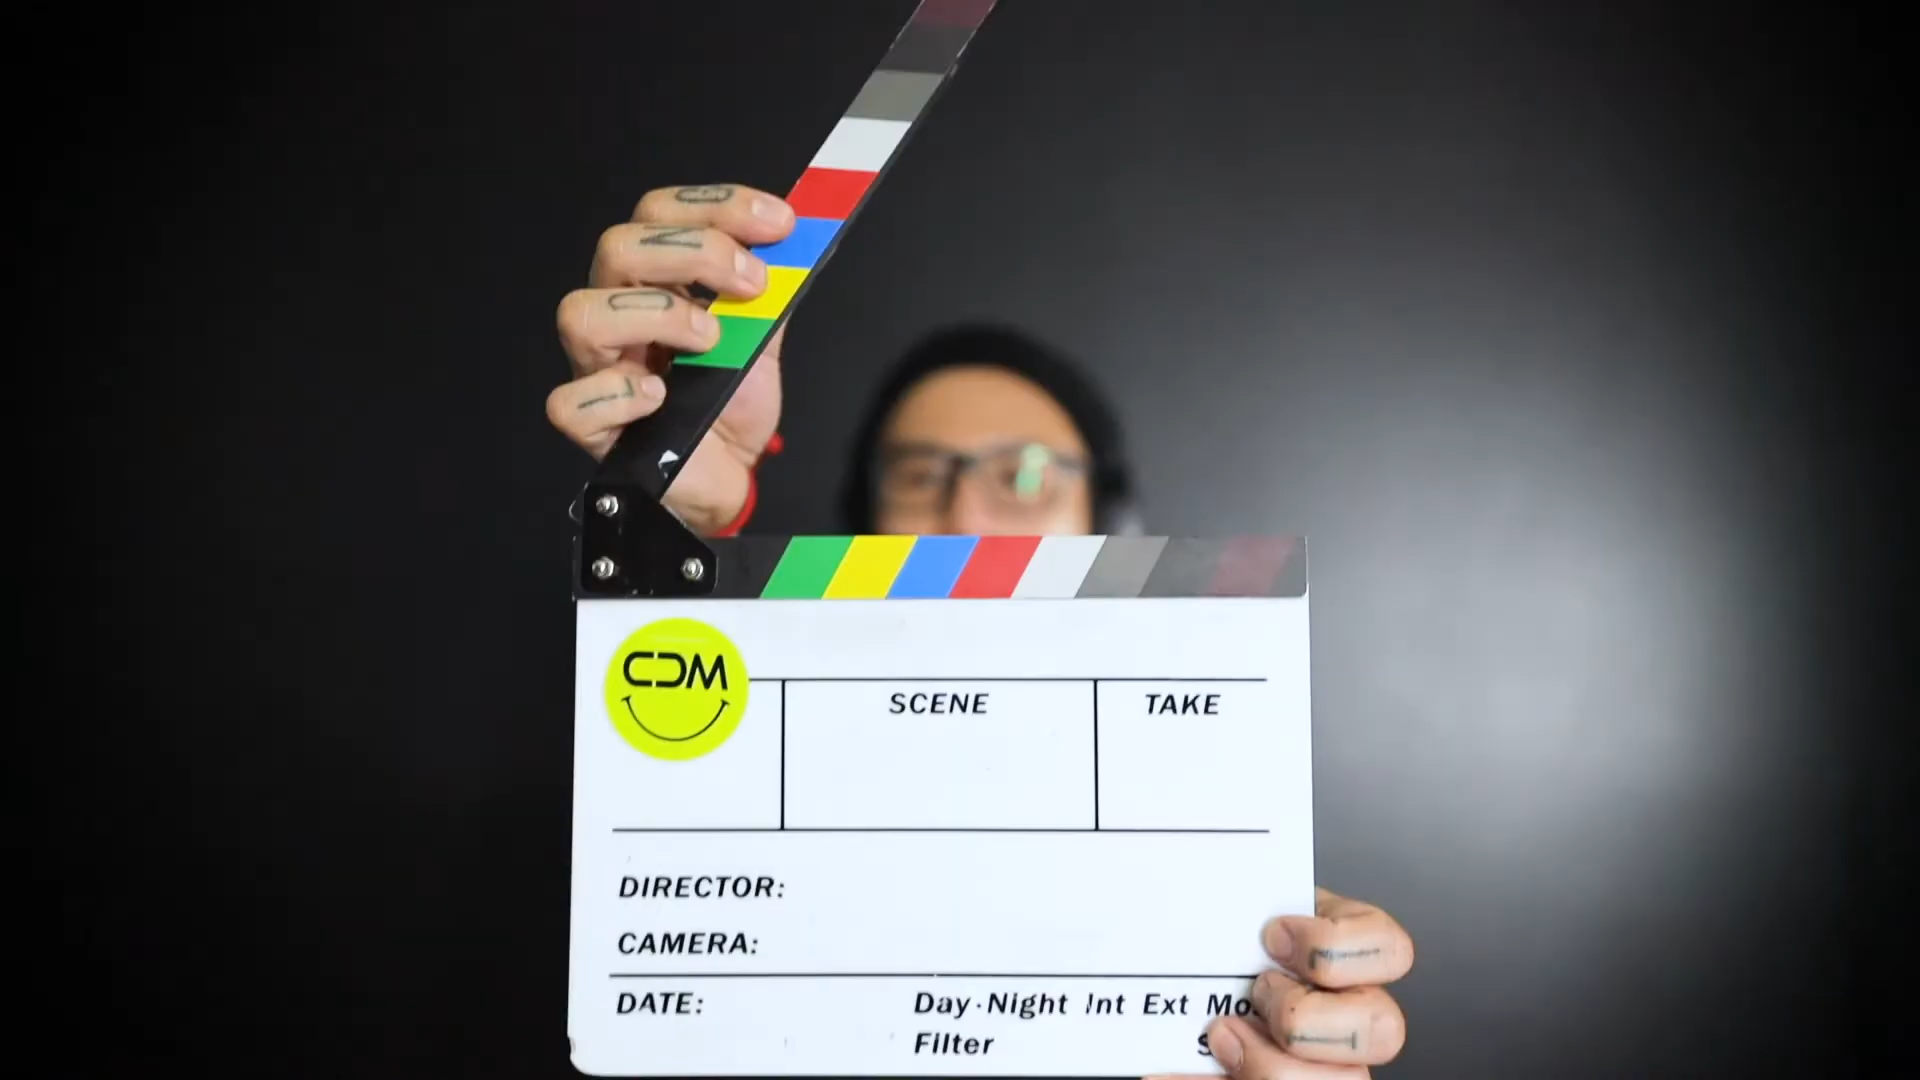 CDM
SCENE
TAKE
DIRECTOR:
CAMERA:
DATE:
Day·Night Int Ext
Filter